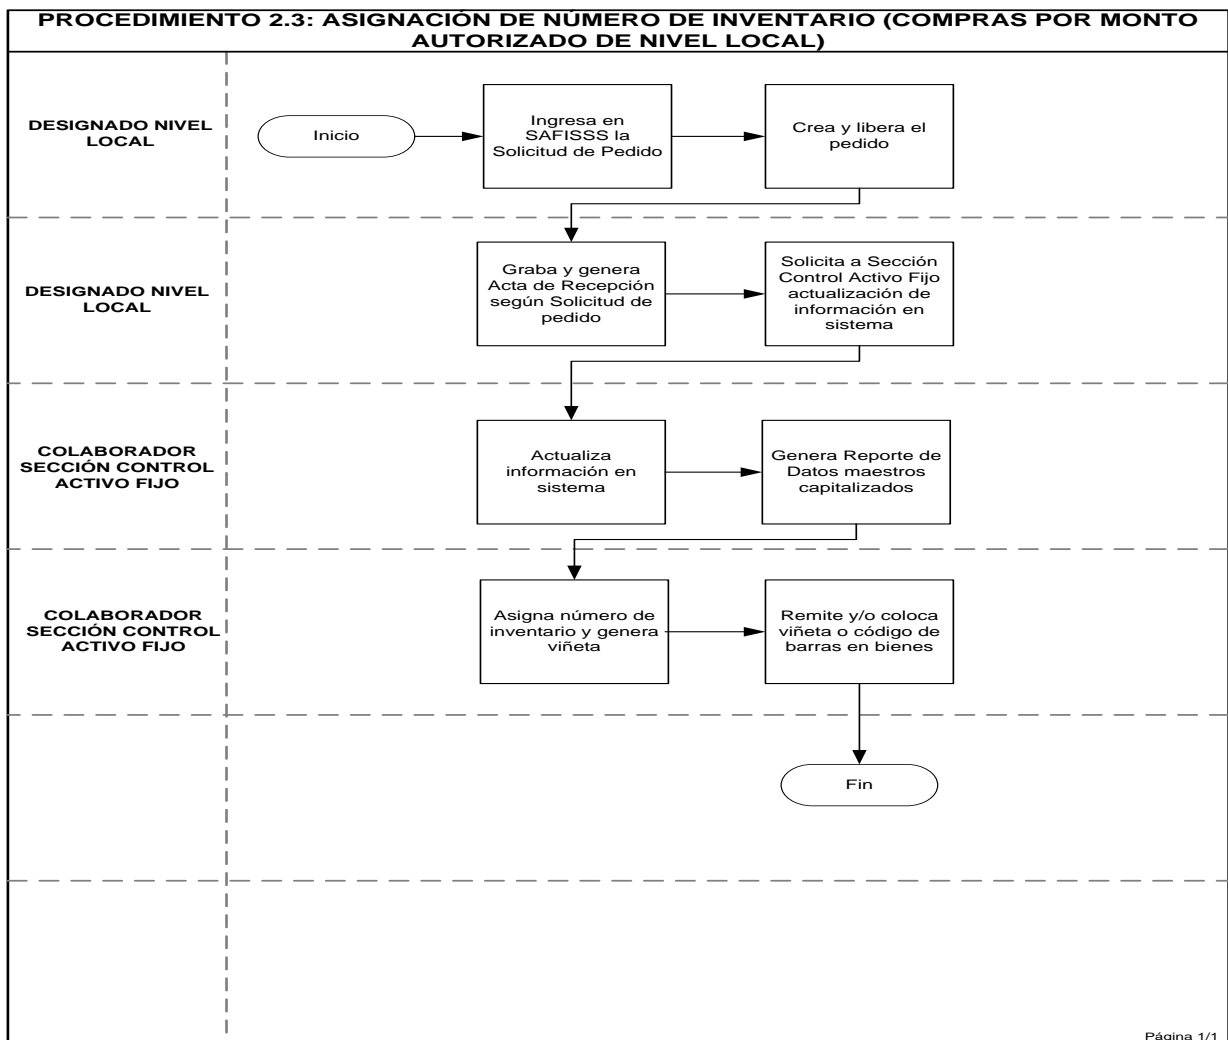 PROCEDIMIENTO 2.3: ASIGNACIÓN DE NÚMERO DE INVENTARIO (COMPRAS POR MONTO
AUTORIZADO DE NIVEL LOCAL)
DESIGNADO NIVEL
LOCAL
Inicio
Ingresa en
SAFISSS la
Solicitud de Pedido
Crea y libera el
pedido
DESIGNADO NIVEL
LOCAL
Graba y genera
Acta de Recepción
según Solicitud de
pedido
Solicita a Sección
Control Activo Fijo
actualización de
información en
sistema
COLABORADOR
SECCIÓN CONTROL
ACTIVO FIJO
Actualiza
información en
sistema
Genera Reporte de
Datos maestros
capitalizados
COLABORADOR
SECCIÓN CONTROL
ACTIVO FIJO
Asigna número de
inventario y genera
viñeta
Remite y/o coloca
viñeta o código de
barras en bienes
Fin
Página 1/1